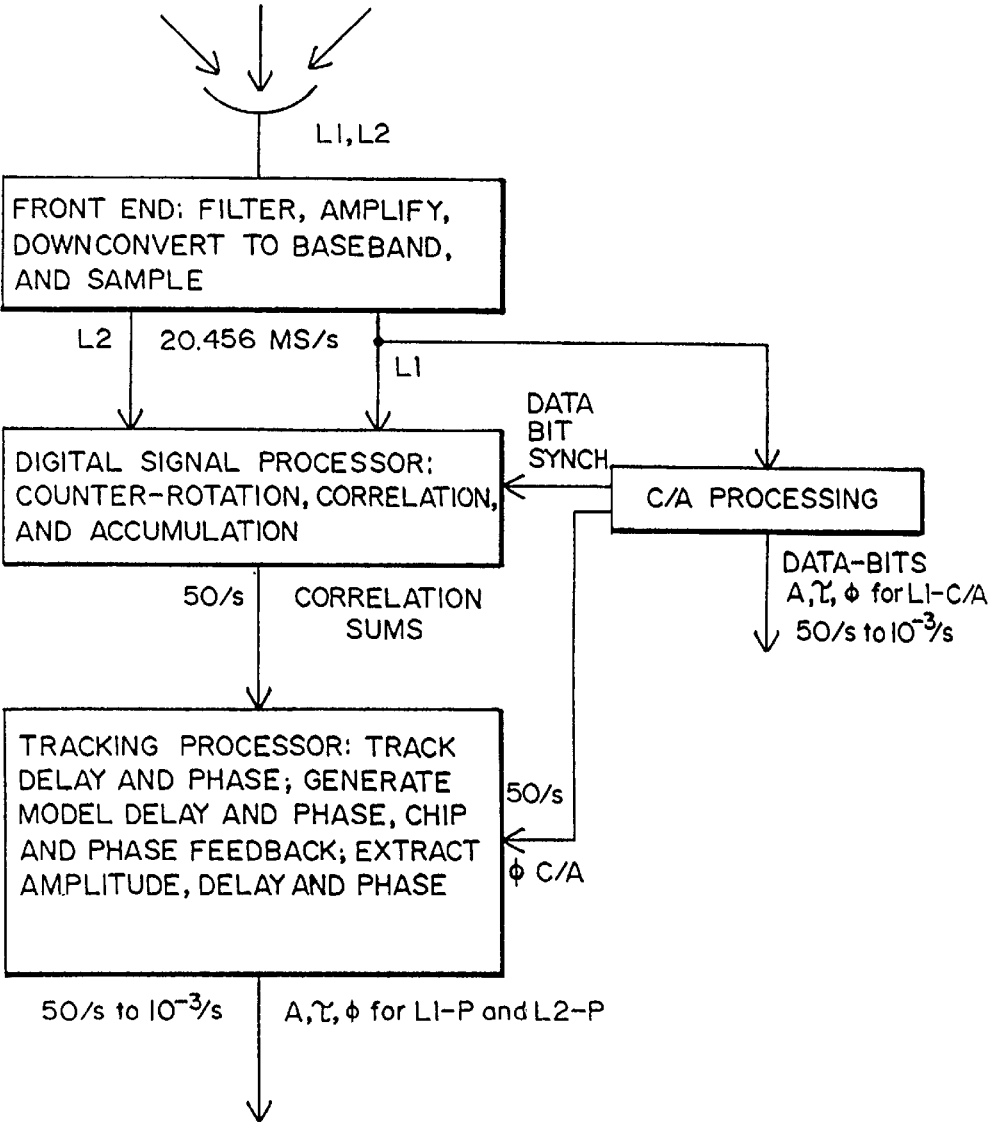 L1, L2
FRONT END: FILTER, AMPLIFY,
DOWNCONVERT TO BASEBAND,
AND SAMPLE
L2
20.456 MS/s
L1
DATA
BIT
SYNCH
DIGITAL SIGNAL PROCESSOR:
COUNTER-ROTATION, CORRELATION,
AND ACCUMULATION
C/A PROCESSING
DATA-BITS
A,τ,ϕ for L1-C/A
50/s to 10⁻³/s
50/s
CORRELATION
SUMS
TRACKING PROCESSOR: TRACK
DELAY AND PHASE; GENERATE
MODEL DELAY AND PHASE, CHIP
AND PHASE FEEDBACK; EXTRACT
AMPLITUDE, DELAY AND PHASE
50/s
ϕ C/A
50/s to 10⁻³/s
A,τ,ϕ for L1-P and L2-P